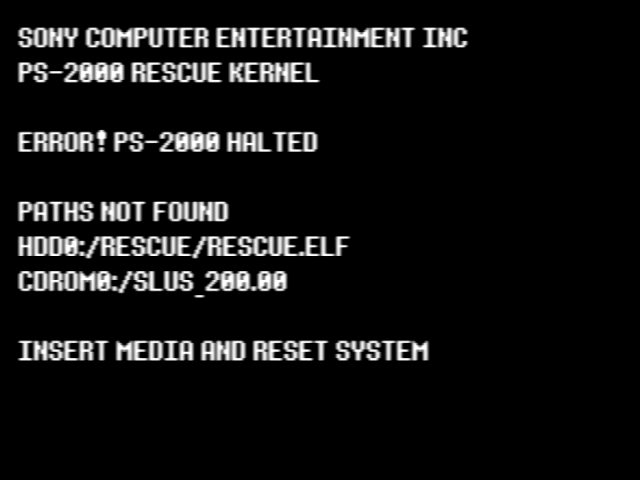 SONY COMPUTER ENTERTAINMENT INC
PS-2000 RESCUE KERNEL
ERROR! PS-2000 HALTED
PATHS NOT FOUND
HDD0:/RESCUE/RESCUE.ELF
CDROM0:/SLUS_200.00
INSERT MEDIA AND RESET SYSTEM